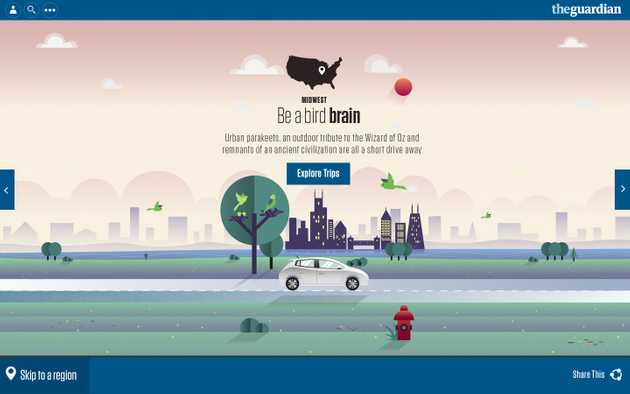 theguardian
MIDWEST
Be a bird brain
Urban parakeets, an outdoor tribute to the Wizard of Oz and
remnants of an ancient civilization are all a short drive away
Explore Trips
Skip to a region
Share This